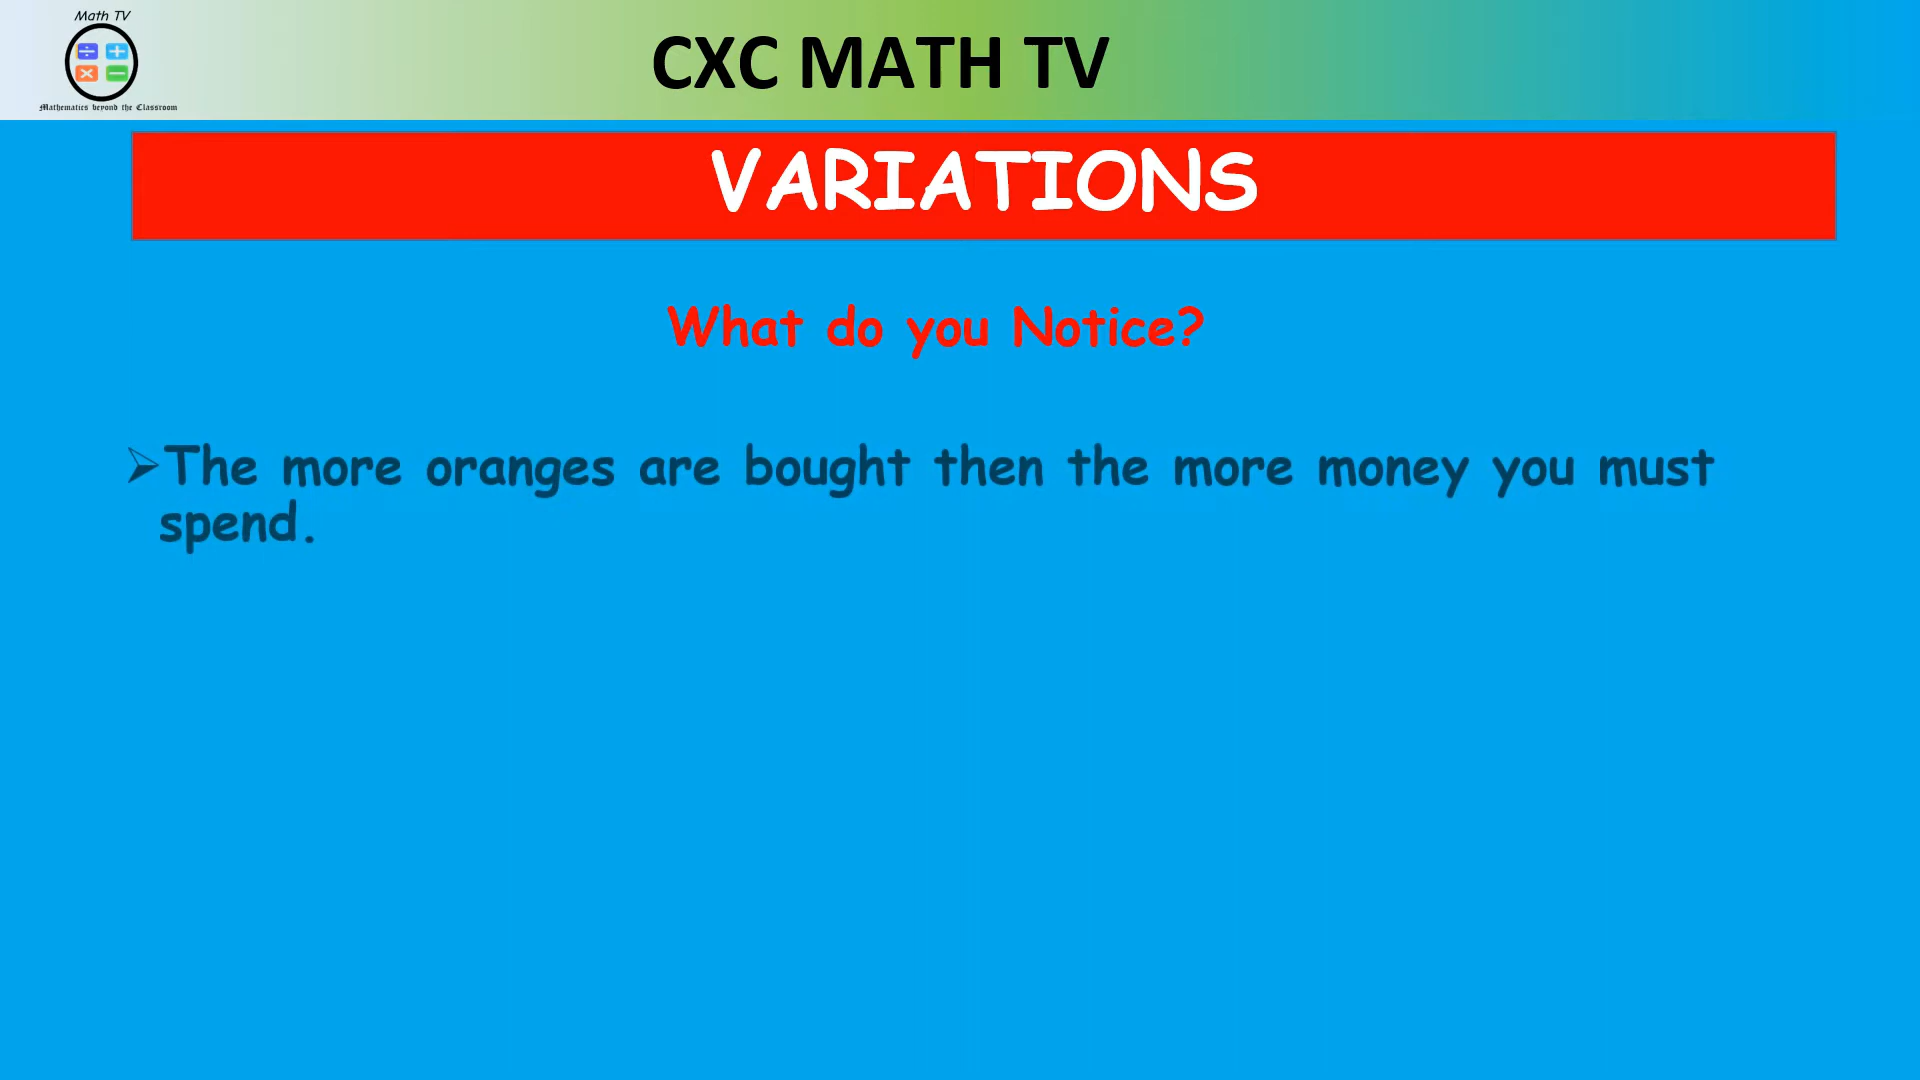 Math TV
CXC MATH TV
Mathematics beyond the Classroom
VARIATIONS
What do you Notice?
➢The more oranges are bought then the more money you must
spend.